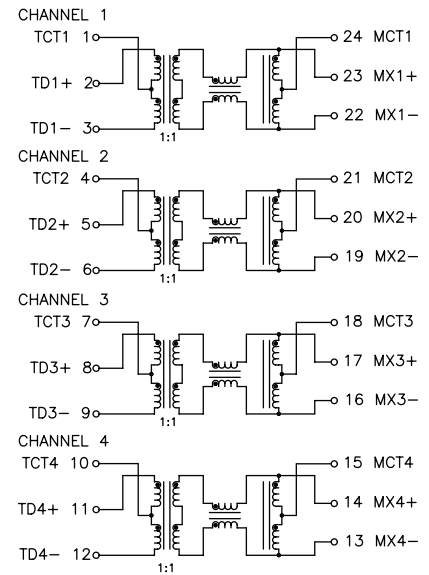 CHANNEL 1
TCT1 1 24 MCT1
TD1+ 2 23 MX1+
22 MX1−
TD1− 3
1:1
CHANNEL 2
TCT2 4 21 MCT2
TD2+ 5 20 MX2+
19 MX2−
TD2− 6
1:1
CHANNEL 3
TCT3 7 18 MCT3
TD3+ 8 17 MX3+
16 MX3−
TD3− 9
1:1
CHANNEL 4
TCT4 10 15 MCT4
TD4+ 11 14 MX4+
13 MX4−
TD4− 12
1:1